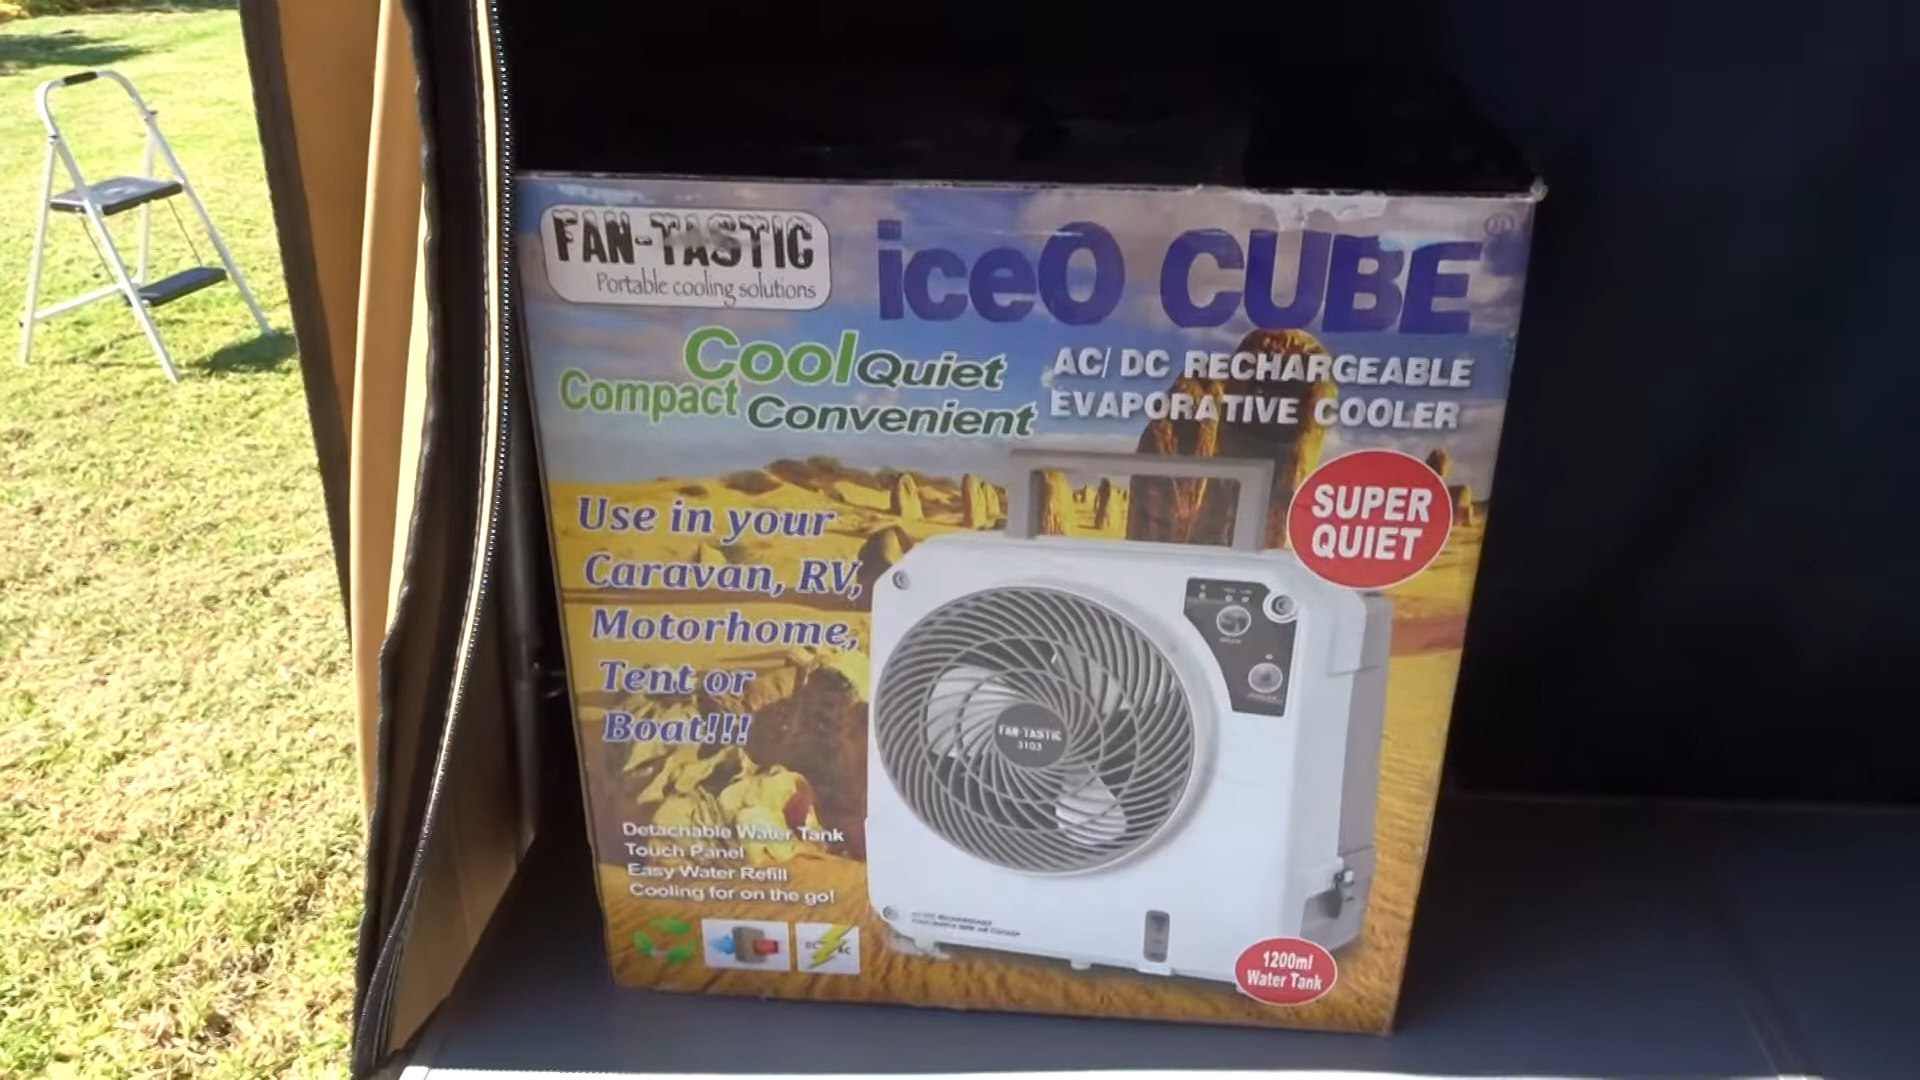 FAN-TASTIC
Portable cooling solutions
iceO CUBE
Cool Quiet
Compact Convenient
AC/DC RECHARGEABLE
EVAPORATIVE COOLER
SUPER
QUIET
Use in your
Caravan, RV,
Motorhome,
Tent or
Boat!!!
FAN-TASTIC
3103
Detachable Water Tank
Touch Panel
Easy Water Refill
Cooling for on the go!
DC AC
1200ml
Water Tank